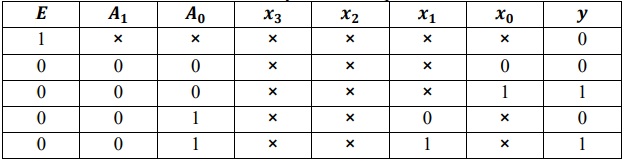 E A₁ A₀ x₃ x₂ x₁ x₀ y
1 × × × × × × 0
0 0 0 × × × 0 0
0 0 0 × × × 1 1
0 0 1 × × 0 × 0
0 0 1 × × 1 × 1